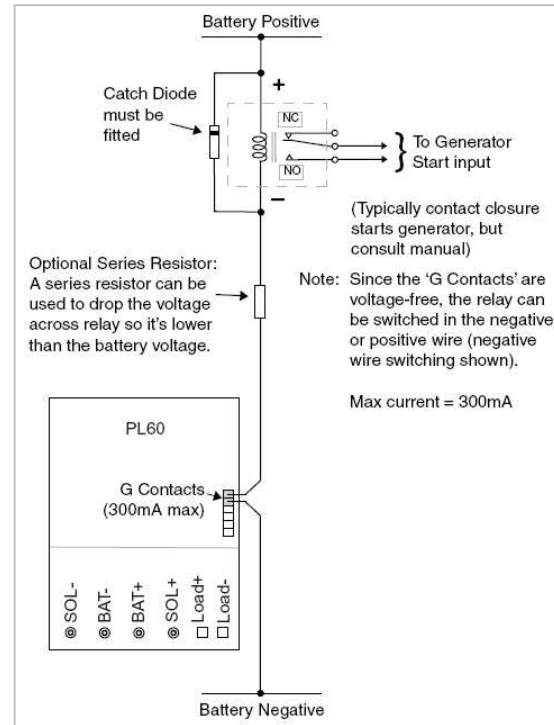 Battery Positive
Catch Diode
must be
fitted
+
NC
NO
−
To Generator
Start input
(Typically contact closure
starts generator, but
consult manual)
Optional Series Resistor:
A series resistor can be
used to drop the voltage
across relay so it's lower
than the battery voltage.
Note: Since the 'G Contacts' are
voltage-free, the relay can
be switched in the negative
or positive wire (negative
wire switching shown).
Max current = 300mA
PL60
G Contacts
(300mA max)
SOL-
BAT-
BAT+
SOL+
Load+
Load-
Battery Negative